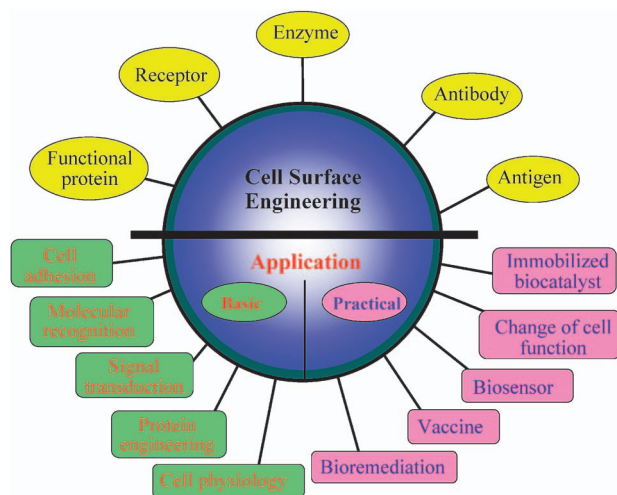 Enzyme
Receptor
Antibody
Functional
protein
Antigen
Cell Surface
Engineering
Application
Basic
Practical
Cell
adhesion
Molecular
recognition
Signal
transduction
Protein
engineering
Cell physiology
Immobilized
biocatalyst
Change of cell
function
Biosensor
Vaccine
Bioremediation